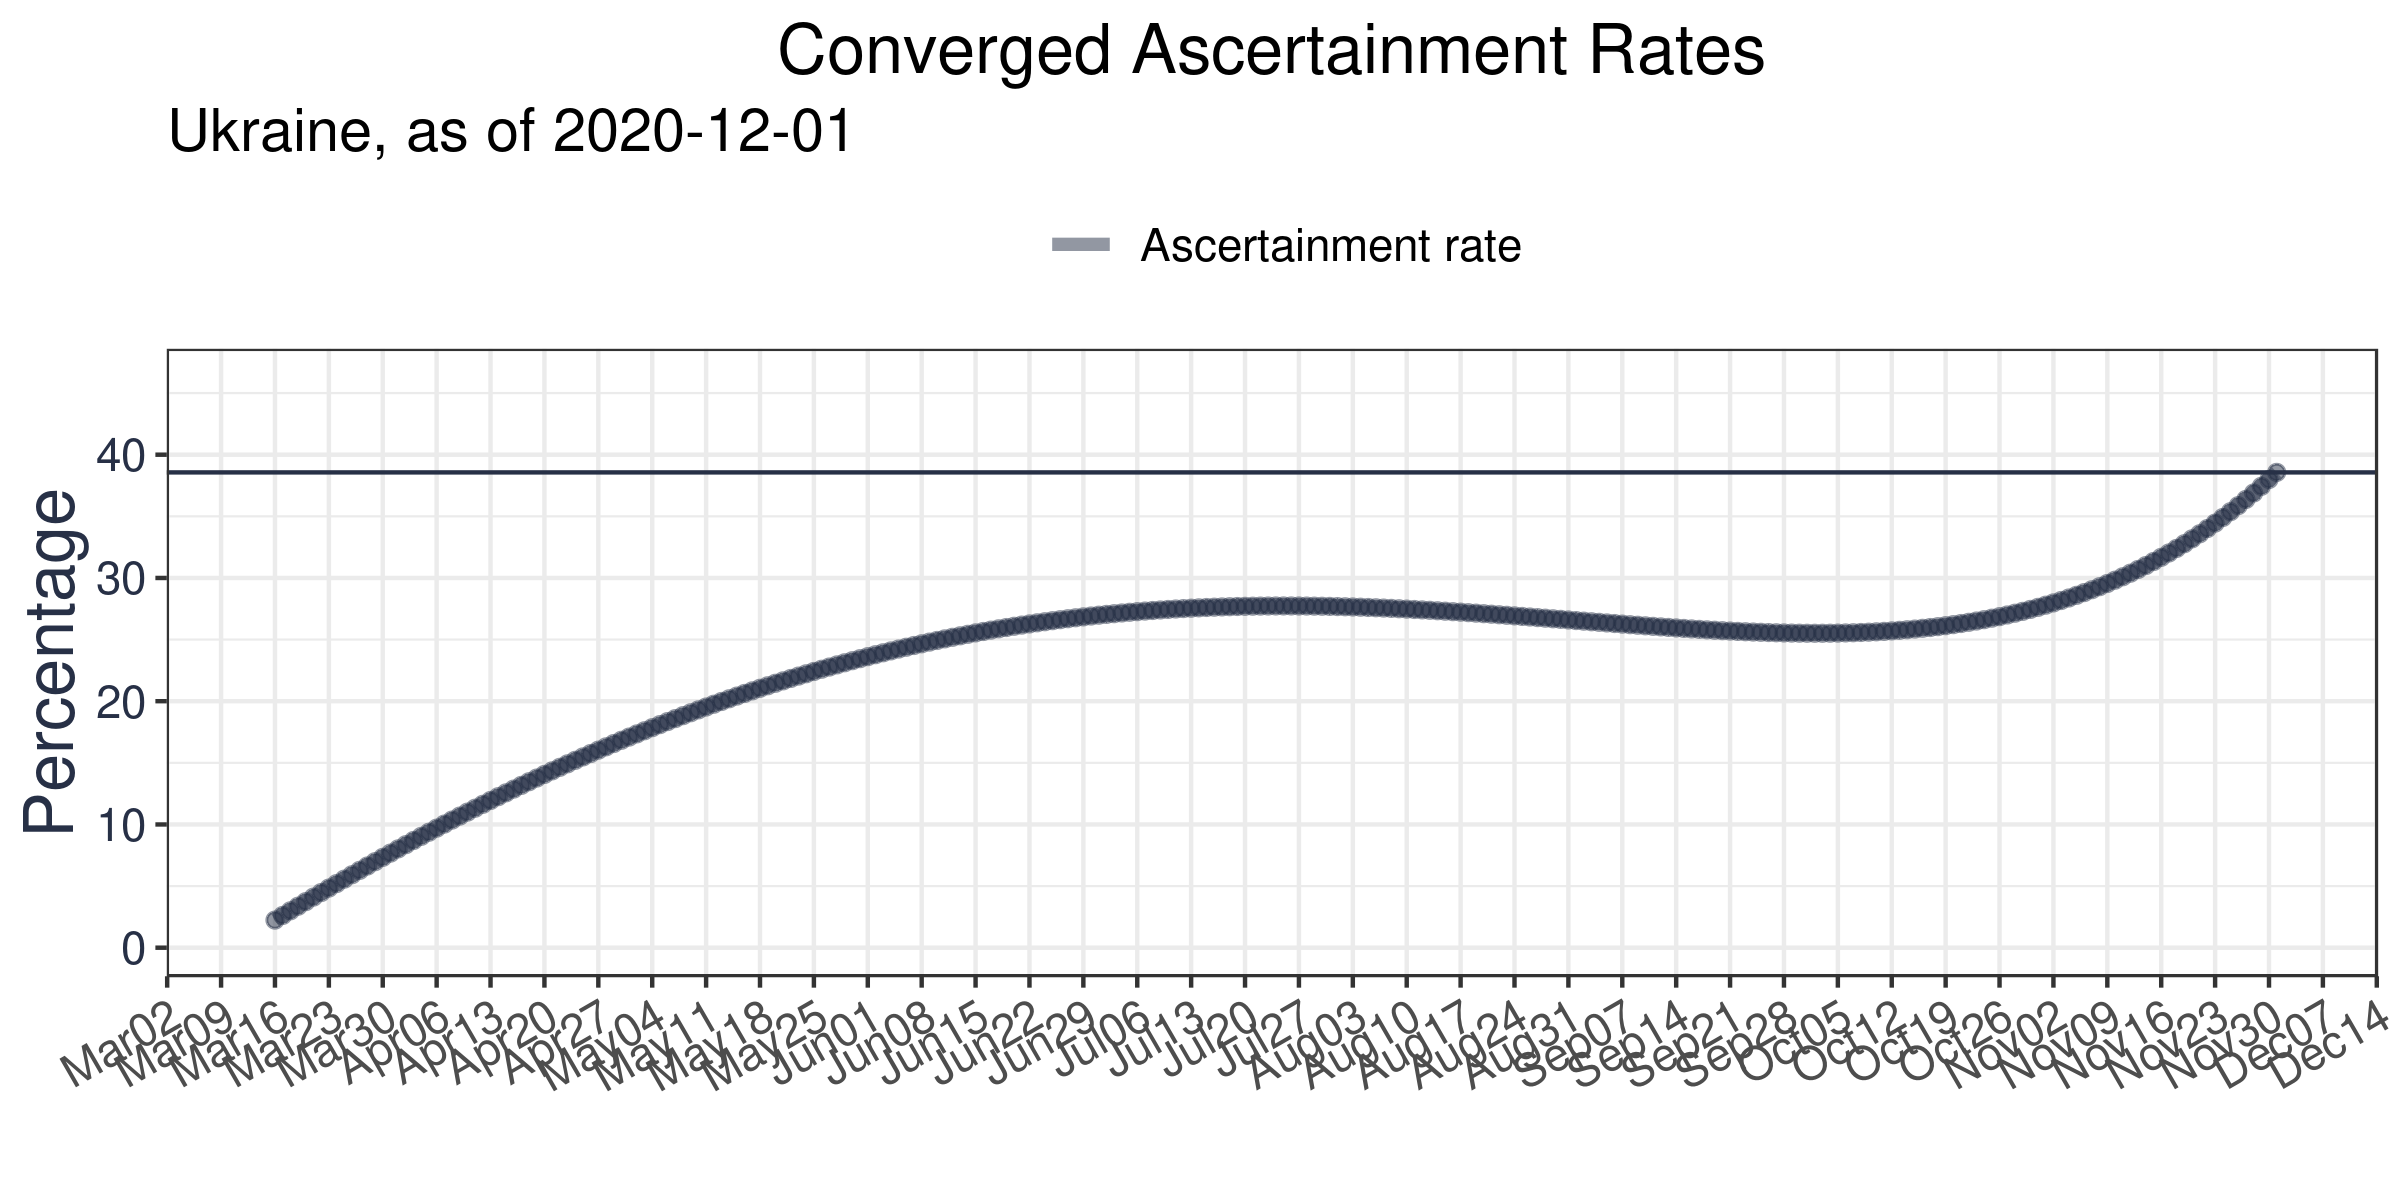 Converged Ascertainment Rates
Ukraine, as of 2020-12-01
Ascertainment rate
Percentage
40
30
20
10
0
Mar02
Mar09
Mar16
Mar23
Mar30
Apr06
Apr13
Apr20
Apr27
May04
May11
May18
May25
Jun01
Jun08
Jun15
Jun22
Jun29
Jul06
Jul13
Jul20
Jul27
Aug03
Aug10
Aug17
Aug24
Aug31
Sep07
Sep14
Sep21
Sep28
Oct05
Oct12
Oct19
Oct26
Nov02
Nov09
Nov16
Nov23
Nov30
Dec07
Dec14